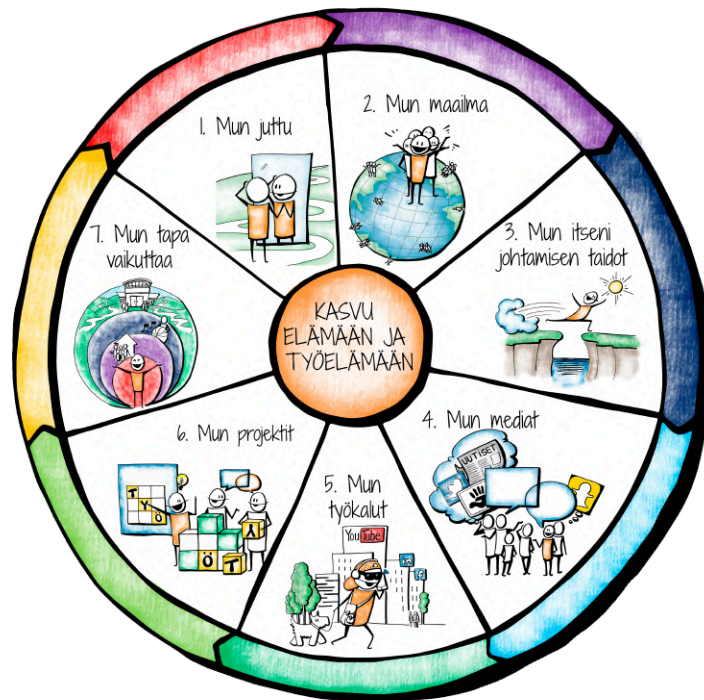 1. Mun juttu
2. Mun maailma
3. Mun itseni
johtamisen taidot
4. Mun mediat
UUTISET
5. Mun
työkalut
YouTube
6. Mun projektit
T
Y Ö
Ö T Y
7. Mun tapa
vaikuttaa
KASVU
ELÄMÄÄN JA
TYÖELÄMÄÄN